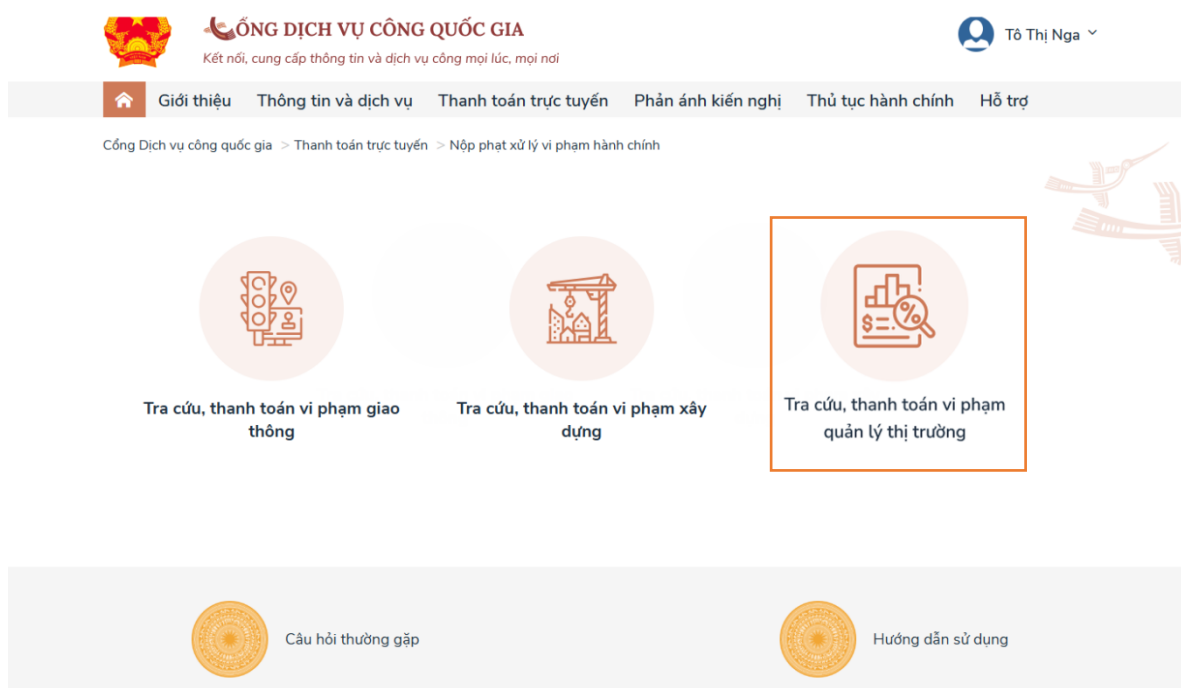 CỔNG DỊCH VỤ CÔNG QUỐC GIA
Kết nối, cung cấp thông tin và dịch vụ công mọi lúc, mọi nơi
Tô Thị Nga
Giới thiệu Thông tin và dịch vụ Thanh toán trực tuyến Phản ánh kiến nghị Thủ tục hành chính Hỗ trợ
Cổng Dịch vụ công quốc gia > Thanh toán trực tuyến > Nộp phạt xử lý vi phạm hành chính
Tra cứu, thanh toán vi phạm giao
thông
Tra cứu, thanh toán vi phạm xây
dựng
Tra cứu, thanh toán vi phạm
quản lý thị trường
Câu hỏi thường gặp
Hướng dẫn sử dụng